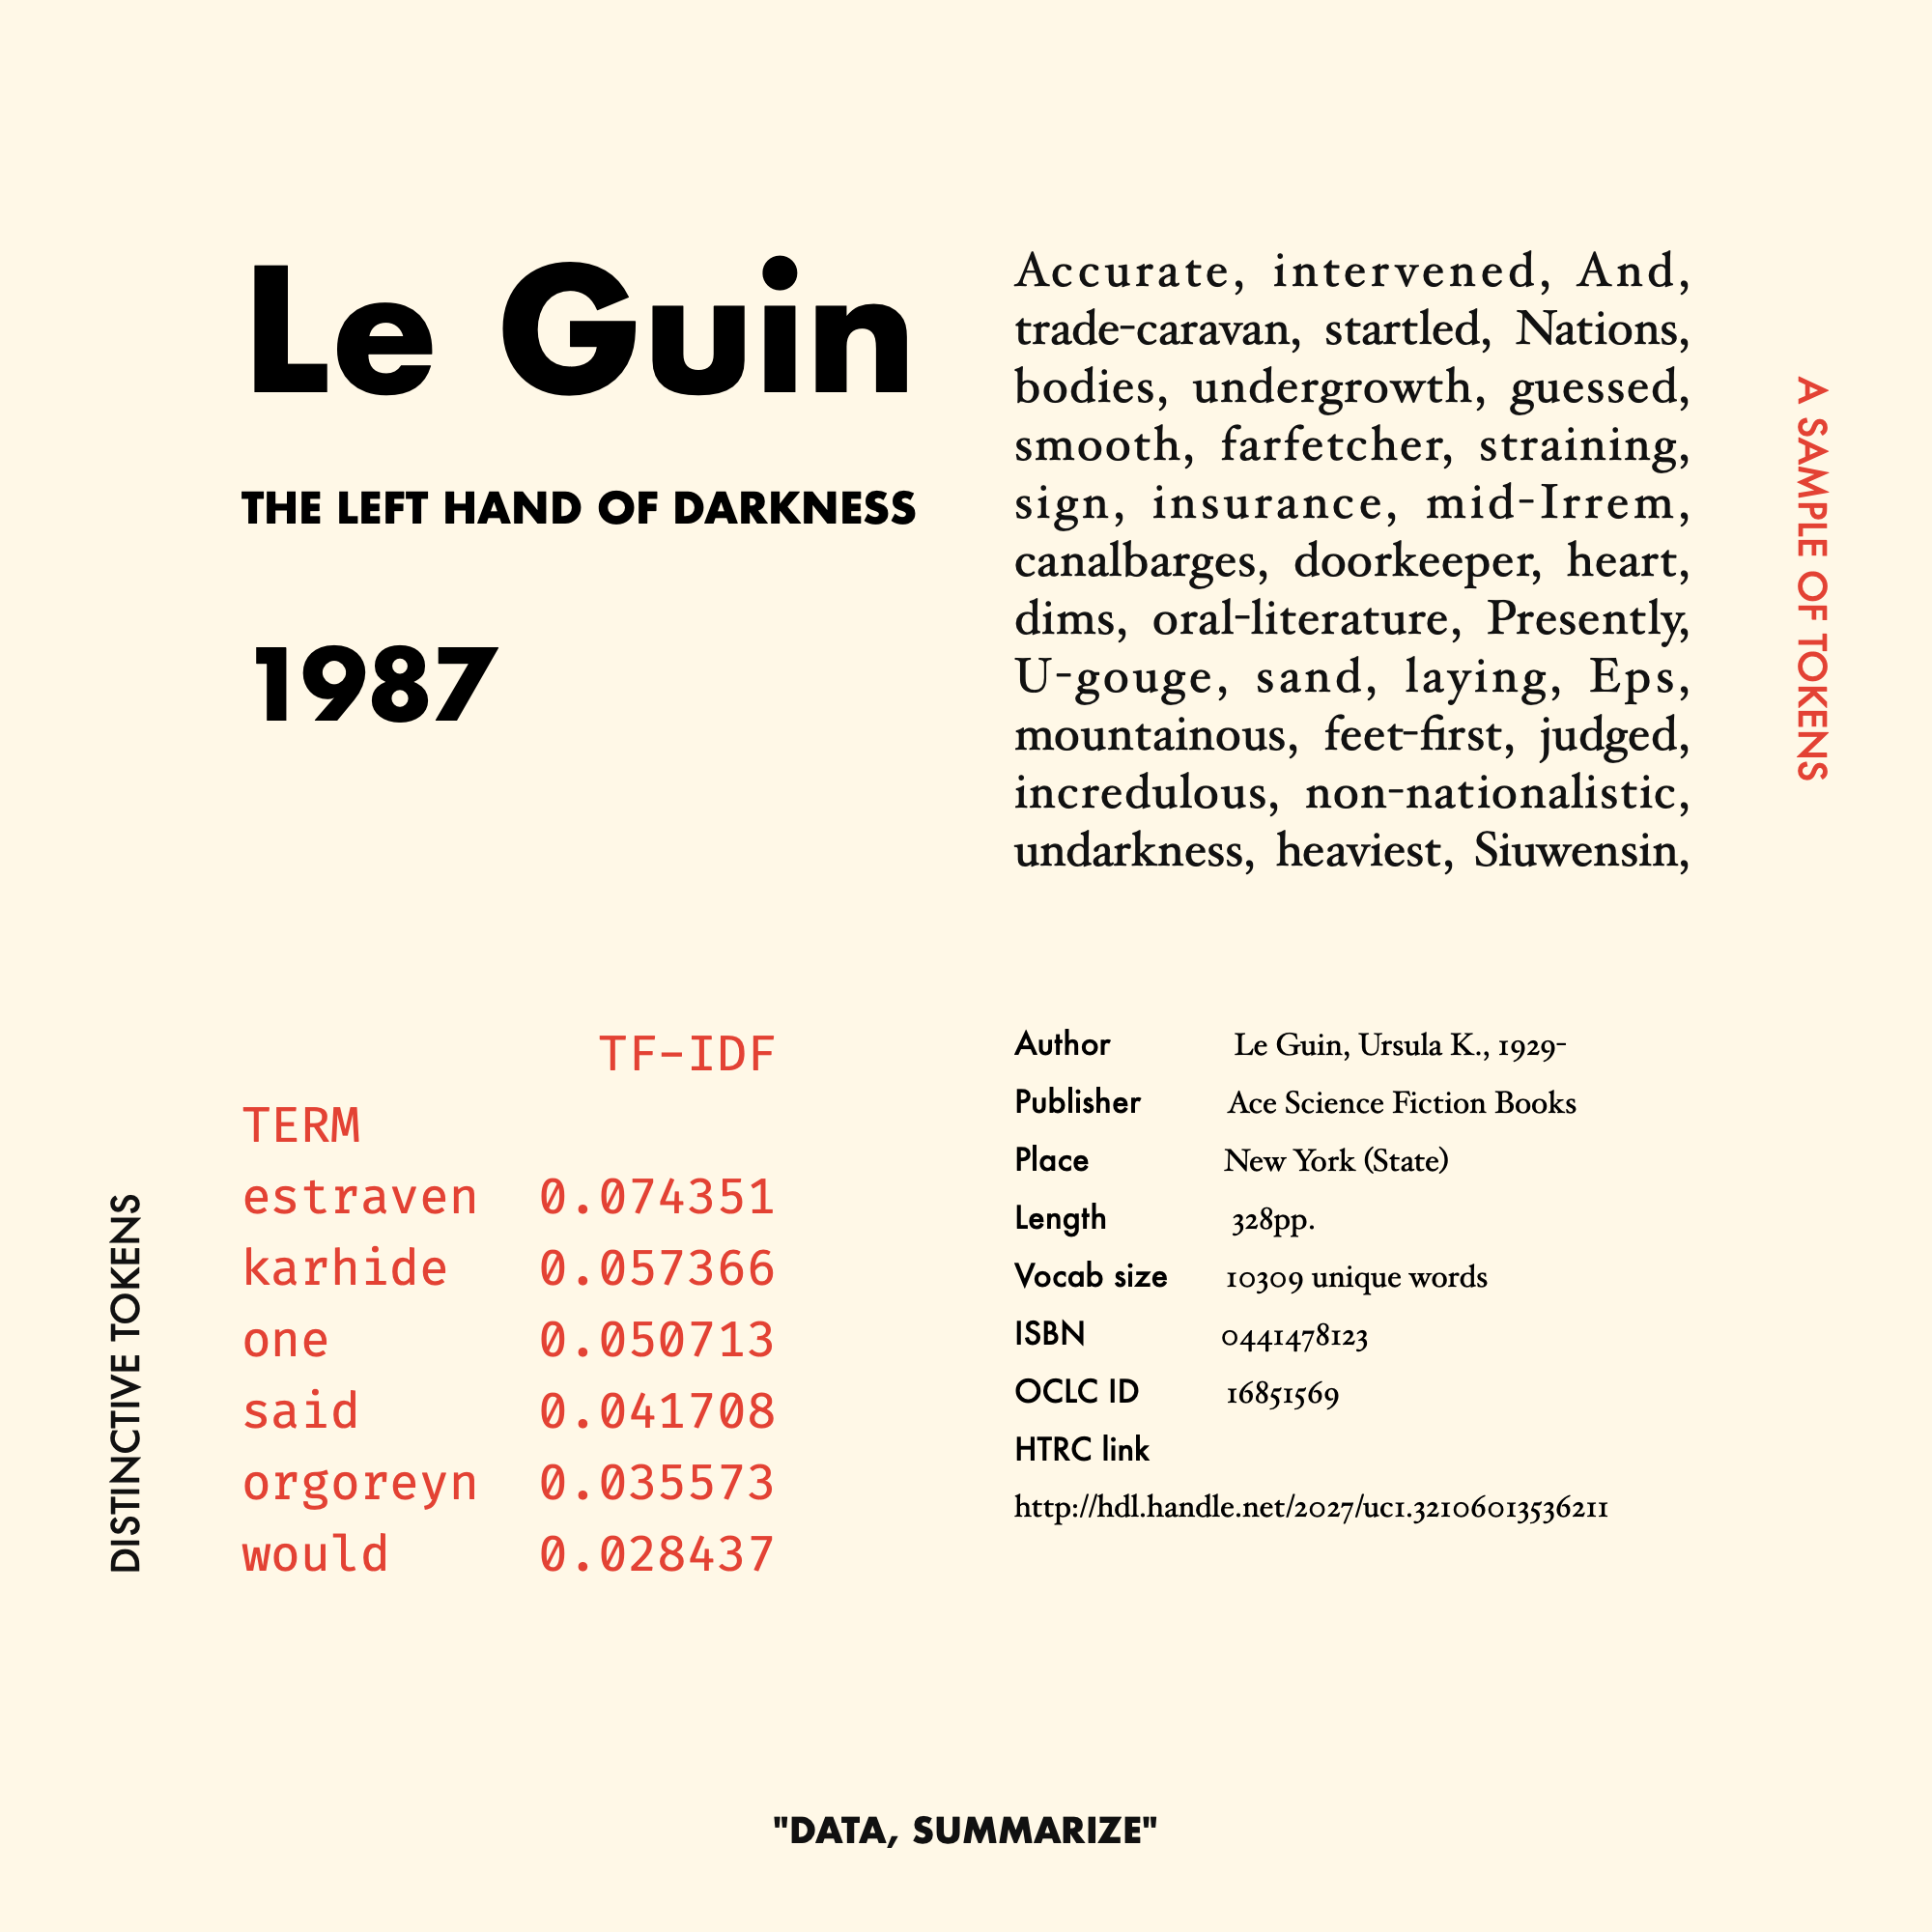 Le Guin
THE LEFT HAND OF DARKNESS
1987
Accurate, intervened, And,
trade-caravan, startled, Nations,
bodies, undergrowth, guessed,
smooth, farfetcher, straining,
sign, insurance, mid-Irrem,
canalbarges, doorkeeper, heart,
dims, oral-literature, Presently,
U-gouge, sand, laying, Eps,
mountainous, feet-first, judged,
incredulous, non-nationalistic,
undarkness, heaviest, Siuwensin,
A SAMPLE OF TOKENS
DISTINCTIVE TOKENS
TF-IDF
TERM
estraven 0.074351
karhide 0.057366
one 0.050713
said 0.041708
orgoreyn 0.035573
would 0.028437
Author Le Guin, Ursula K., 1929-
Publisher Ace Science Fiction Books
Place New York (State)
Length 328pp.
Vocab size 10309 unique words
ISBN 0441478123
OCLC ID 16851569
HTRC link
http://hdl.handle.net/2027/uc1.32106013536211
"DATA, SUMMARIZE"